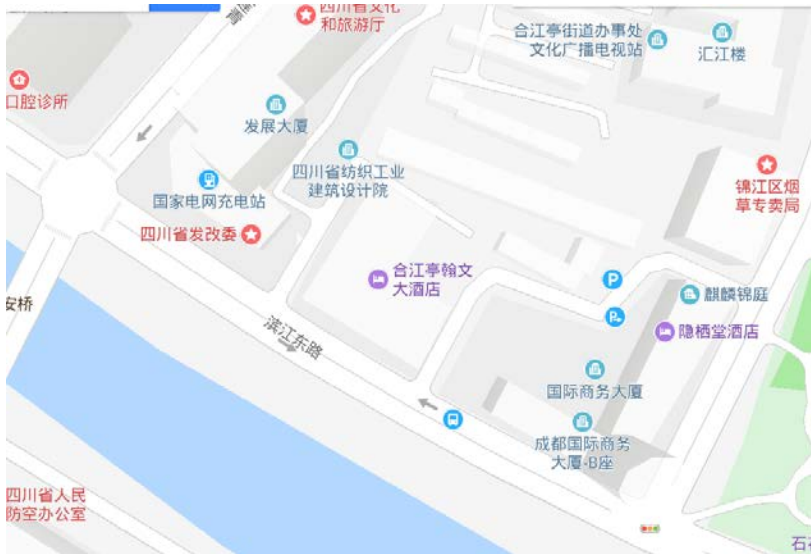 四川省文化
和旅游厅
合江亭街道办事处
文化广播电视站
汇江楼
口腔诊所
发展大厦
四川省纺织工业
建筑设计院
锦江区烟
草专卖局
国家电网充电站
四川省发改委
合江亭翰文
大酒店
P
P
麒麟锦庭
安桥
滨江东路
隐栖堂酒店
国际商务大厦
成都国际商务
大厦-B座
四川省人民
防空办公室